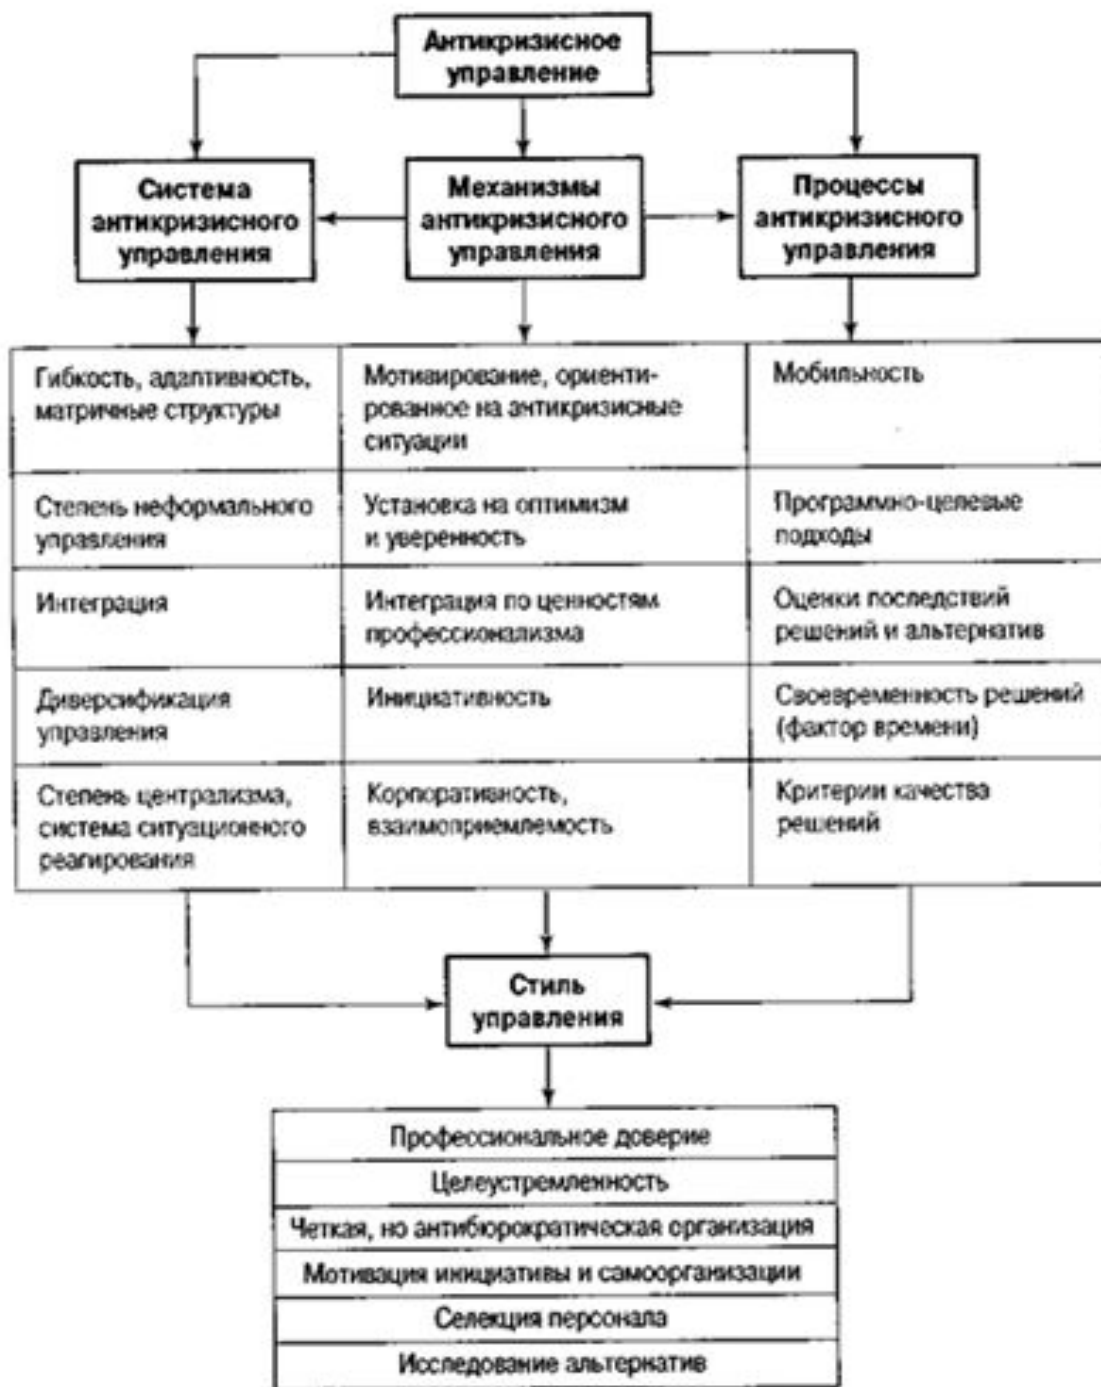 Антикризисное
управление
Система
антикризисного
управления
Механизмы
антикризисного
управления
Процессы
антикризисного
управления
Гибкость, адаптивность,
матричные структуры
Мотивирование, ориенти-
рованное на антикризисные
ситуации
Мобильность
Степень неформального
управления
Установка на оптимизм
и уверенность
Программно-целевые
подходы
Интеграция
Интеграция по ценностям
профессионализма
Оценки последствий
решений и альтернатив
Диверсификация
управления
Инициативность
Своевременность решений
(фактор времени)
Степень централизма,
система ситуационного
реагирования
Корпоративность,
взаимоприемлемость
Критерии качества
решений
Стиль
управления
Профессиональное доверие
Целеустремленность
Четкая, но антибюрократическая организация
Мотивация инициативы и самоорганизации
Селекция персонала
Исследование альтернатив